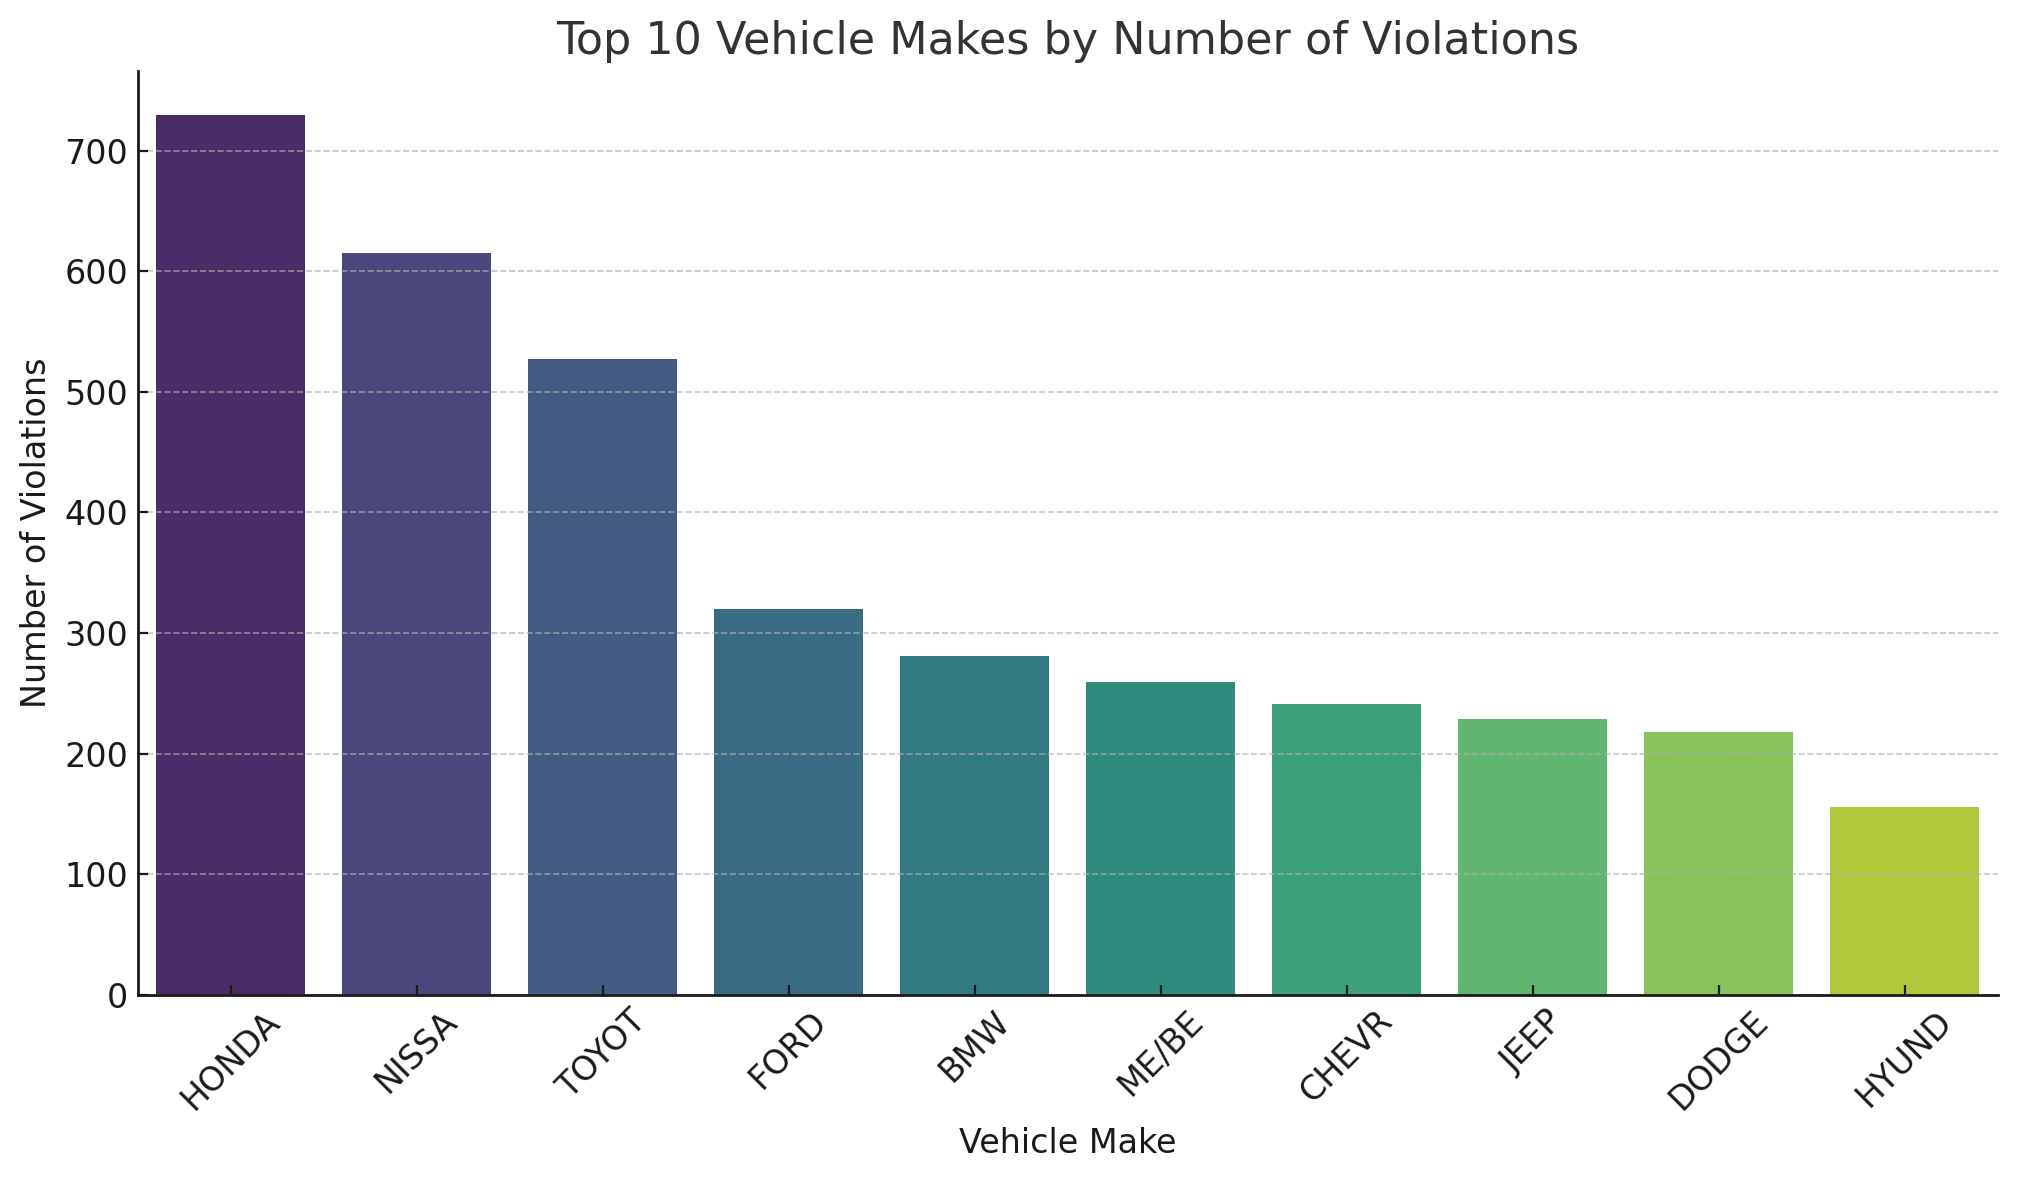 Top 10 Vehicle Makes by Number of Violations
Number of Violations
700
600
500
400
300
200
100
0
HONDA
NISSA
TOYOT
FORD
BMW
ME/BE
CHEVR
JEEP
DODGE
HYUND
Vehicle Make